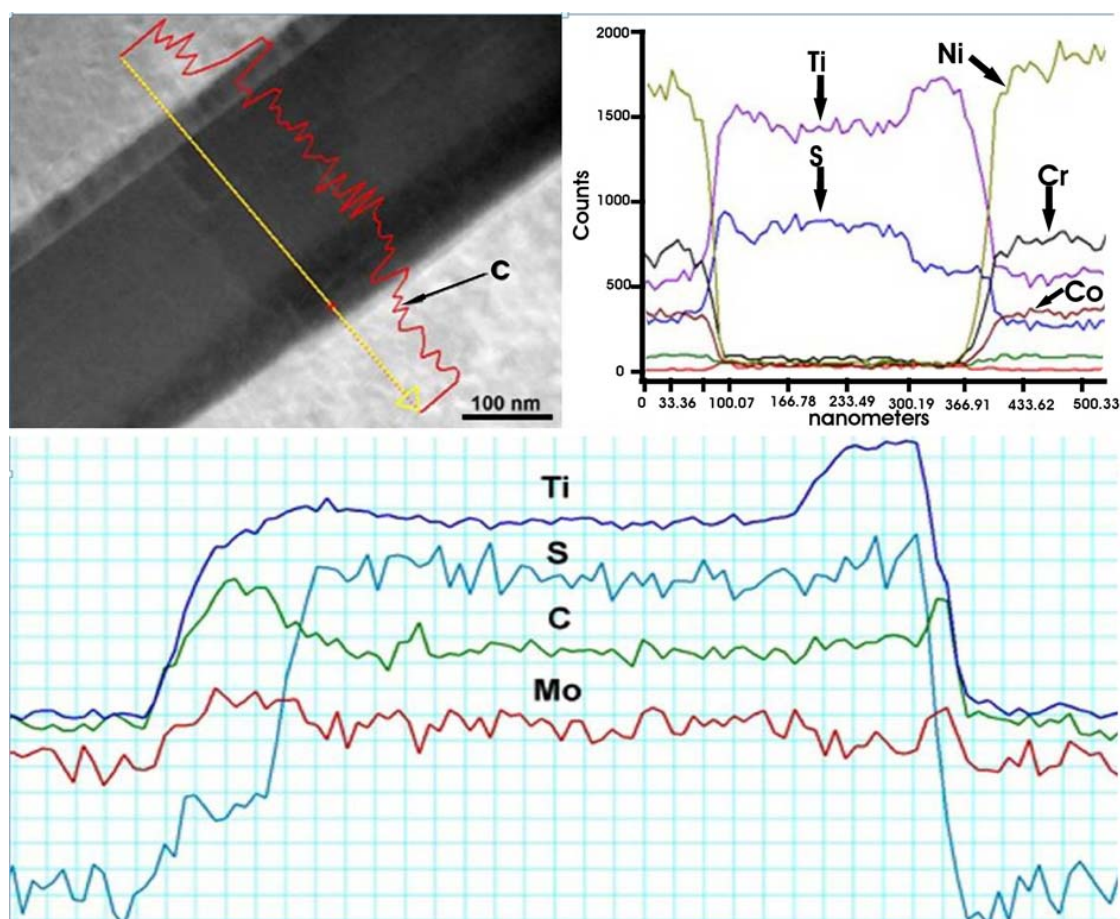 C
100 nm
2000
1500
1000
500
0
Counts
Ti
S
Ni
Cr
Co
0 33.36 100.07 166.78 233.49 300.19 366.91 433.62 500.33
nanometers
Ti
S
C
Mo